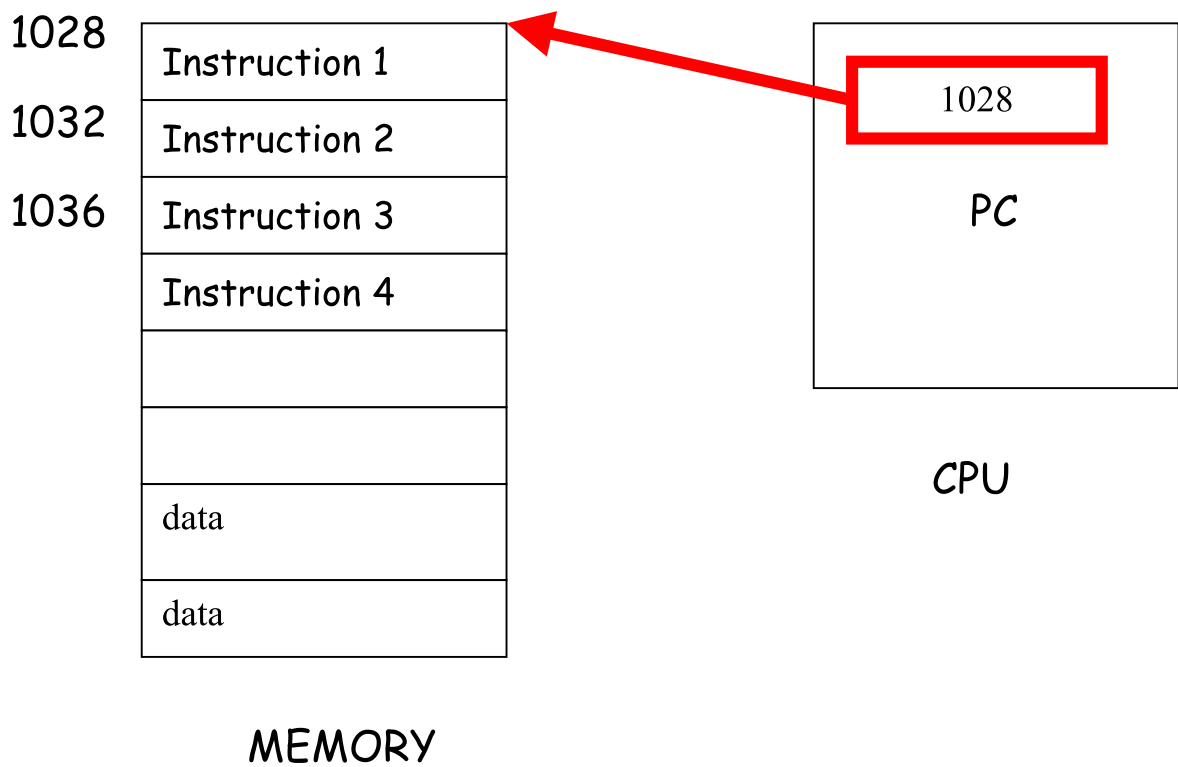 1028
Instruction 1
1032
Instruction 2
1036
Instruction 3
Instruction 4
data
data
MEMORY
1028
PC
CPU